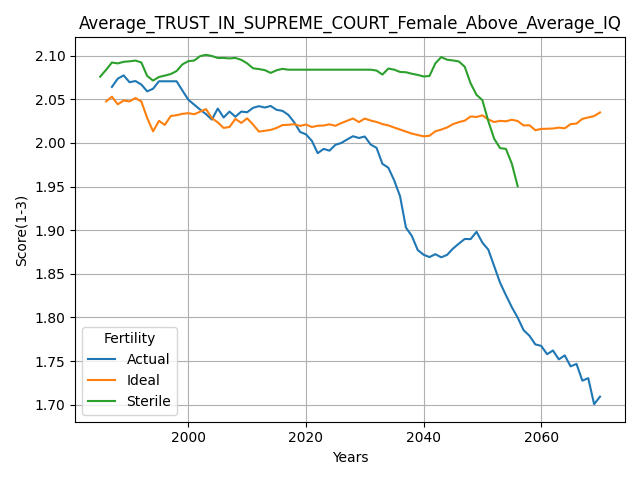 Average_TRUST_IN_SUPREME_COURT_Female_Above_Average_IQ
Score(1-3)
2.10
2.05
2.00
1.95
1.90
1.85
1.80
1.75
1.70
Fertility
Actual
Ideal
Sterile
2000 2020 2040 2060
Years